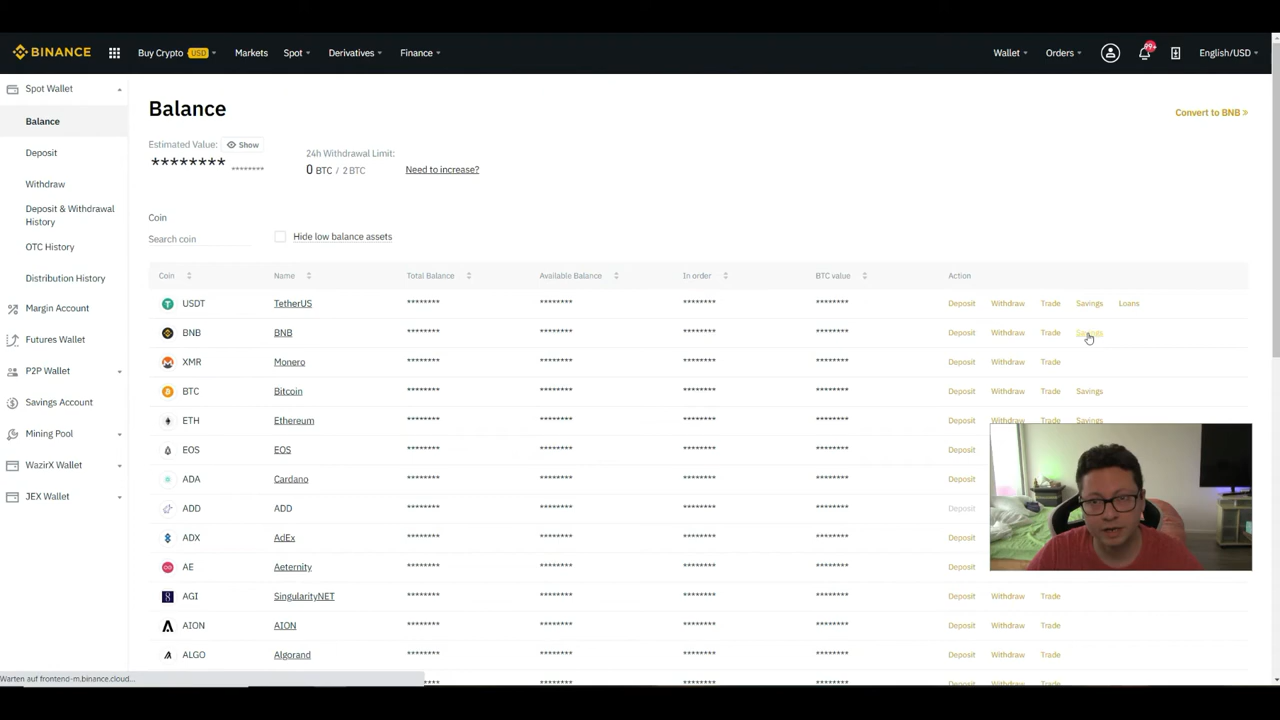 BINANCE Buy Crypto USD Markets Spot Derivatives Finance Wallet Orders 99+ English/USD
Spot Wallet
Balance
Deposit
Withdraw
Deposit & Withdrawal
History
OTC History
Distribution History
Margin Account
Futures Wallet
P2P Wallet
Savings Account
Mining Pool
WazirX Wallet
JEX Wallet
Balance
Convert to BNB »
Estimated Value: Show
******** ********
24h Withdrawal Limit:
0 BTC / 2 BTC Need to increase?
Coin
Search coin Hide low balance assets
Coin Name Total Balance Available Balance In order BTC value Action
USDT TetherUS ******** ******** ******** ******** Deposit Withdraw Trade Savings Loans
BNB BNB ******** ******** ******** ******** Deposit Withdraw Trade Savings
XMR Monero ******** ******** ******** ******** Deposit Withdraw Trade
BTC Bitcoin ******** ******** ******** ******** Deposit Withdraw Trade Savings
ETH Ethereum ******** ******** ******** ******** Deposit Withdraw Trade Savings
EOS EOS ******** ******** ******** ******** Deposit
ADA Cardano ******** ******** ******** ******** Deposit
ADD ADD ******** ******** ******** ******** Deposit
ADX AdEx ******** ******** ******** ******** Deposit
AE Aeternity ******** ******** ******** ******** Deposit
AGI SingularityNET ******** ******** ******** ******** Deposit Withdraw Trade
AION AION ******** ******** ******** ******** Deposit Withdraw Trade
ALGO Algorand ******** ******** ******** ******** Deposit Withdraw Trade
Warten auf frontend-m.binance.cloud...